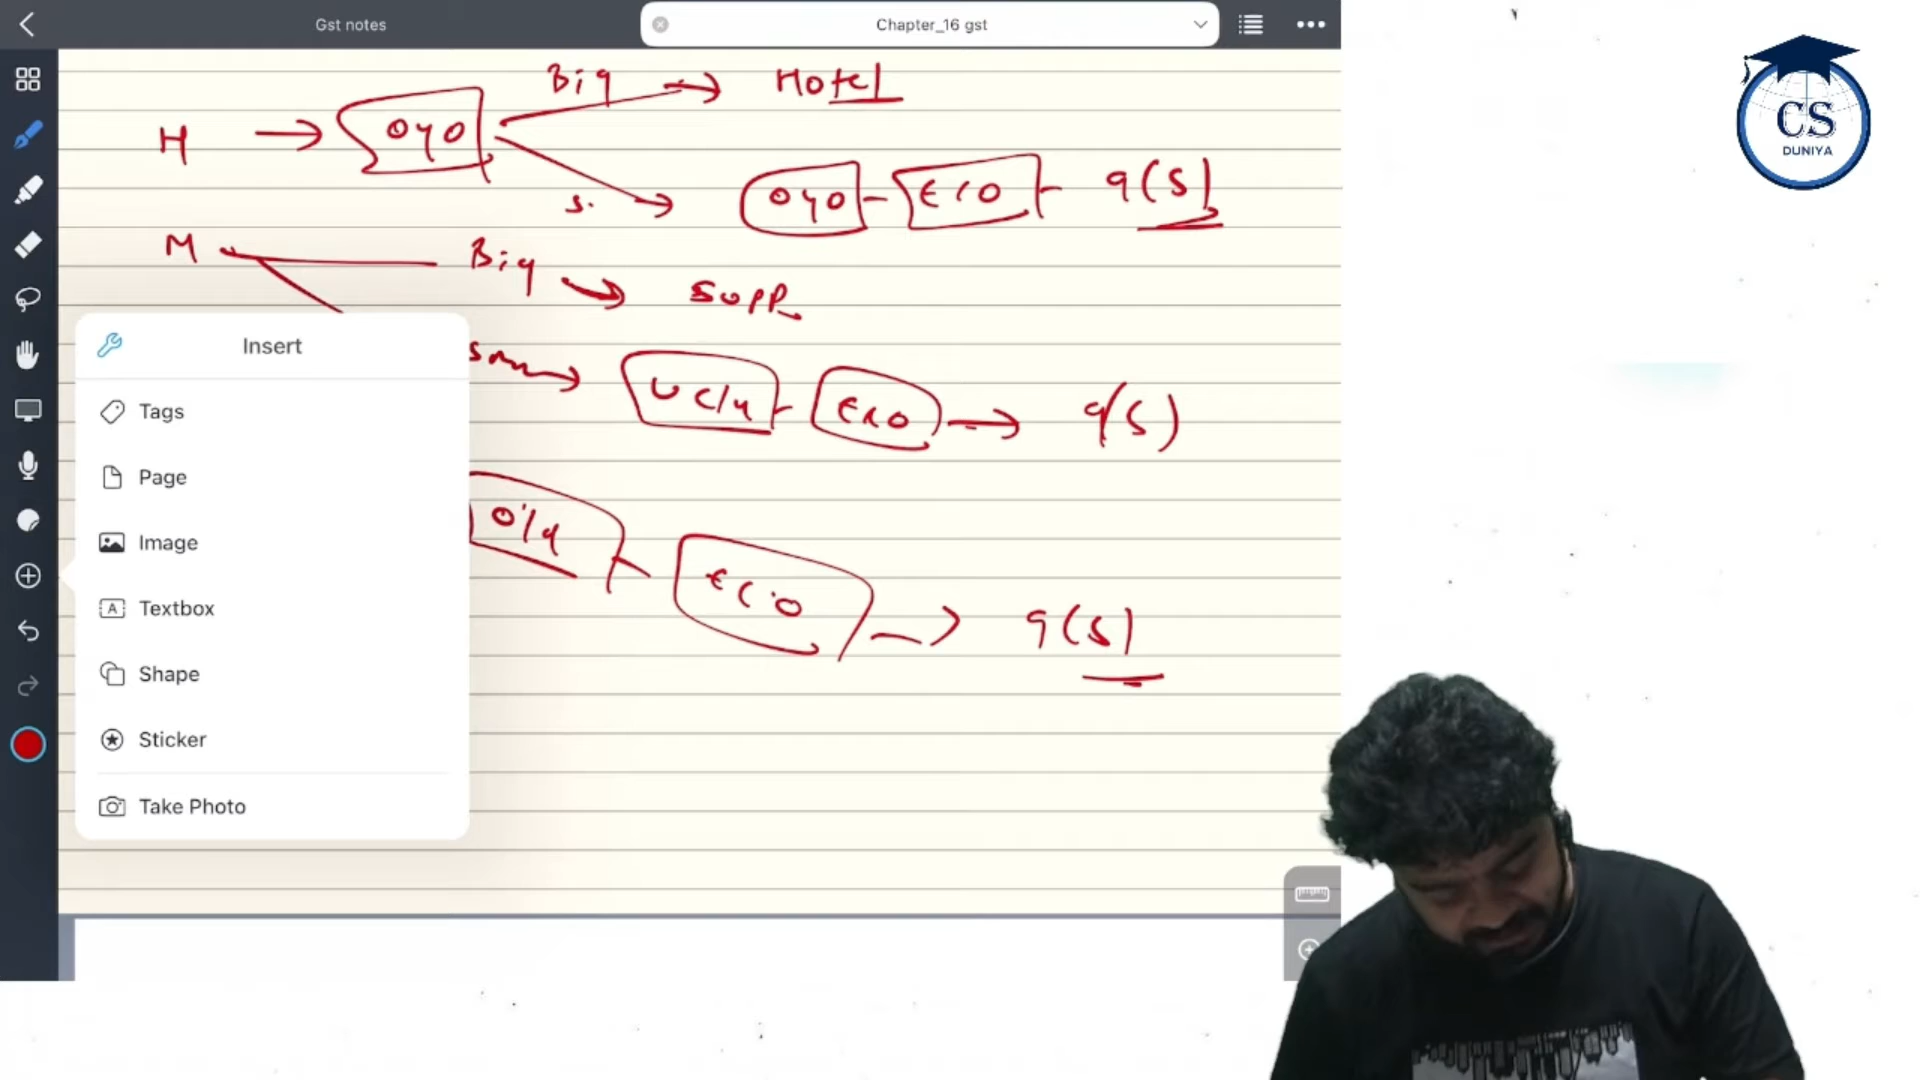 Gst notes
Chapter_16 gst
CS
DUNIYA
Big → Hotel
H → OYO
S. → OYO - ECO - 9(5)
M Big → Supp.
Insert
Tags
Page
Image
Textbox
Shape
Sticker
Take Photo
ECO → 9(5)
ECO → 9(5)